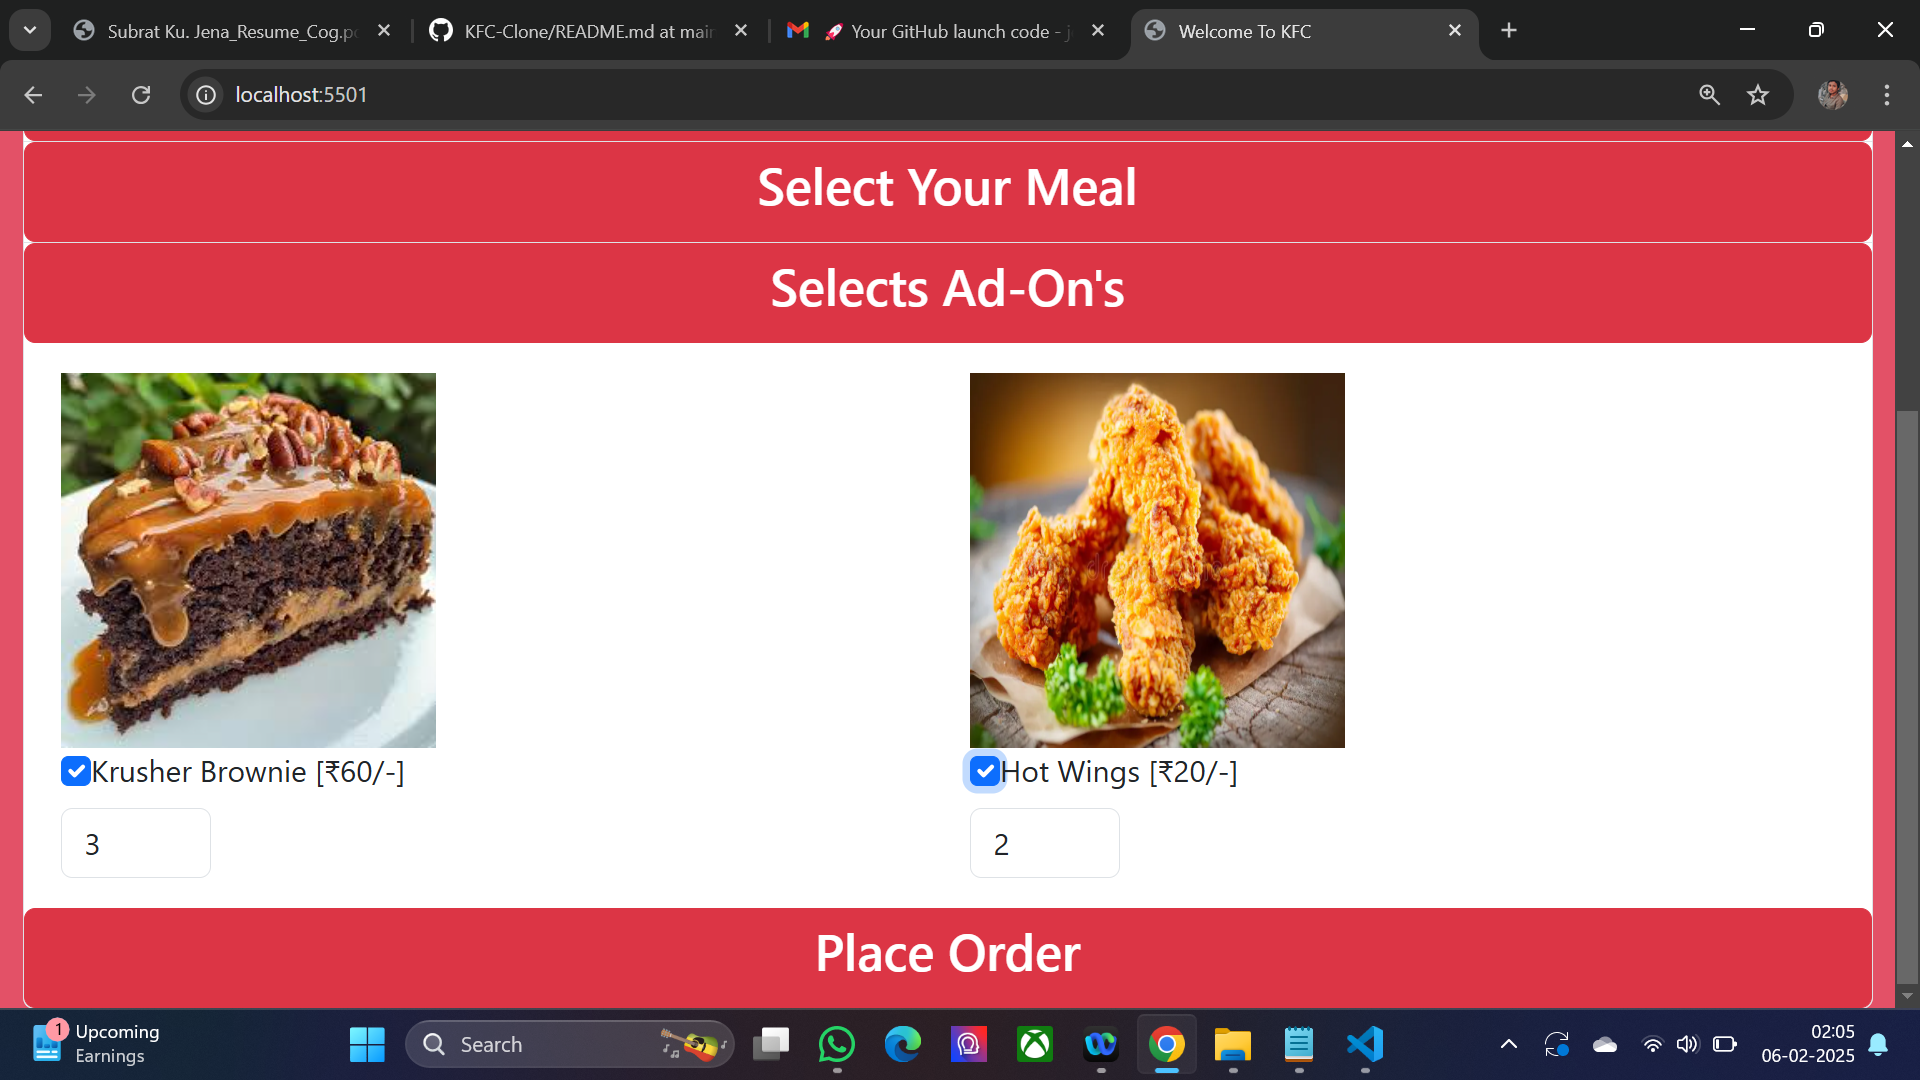 Subrat Ku. Jena_Resume_Cog.p
KFC-Clone/README.md at mai
🚀 Your GitHub launch code - j
Welcome To KFC
localhost:5501
Select Your Meal
Selects Ad-On's
Krusher Brownie [₹60/-]
Hot Wings [₹20/-]
3
2
Place Order
1
Upcoming
Earnings
Search
02:05
06-02-2025